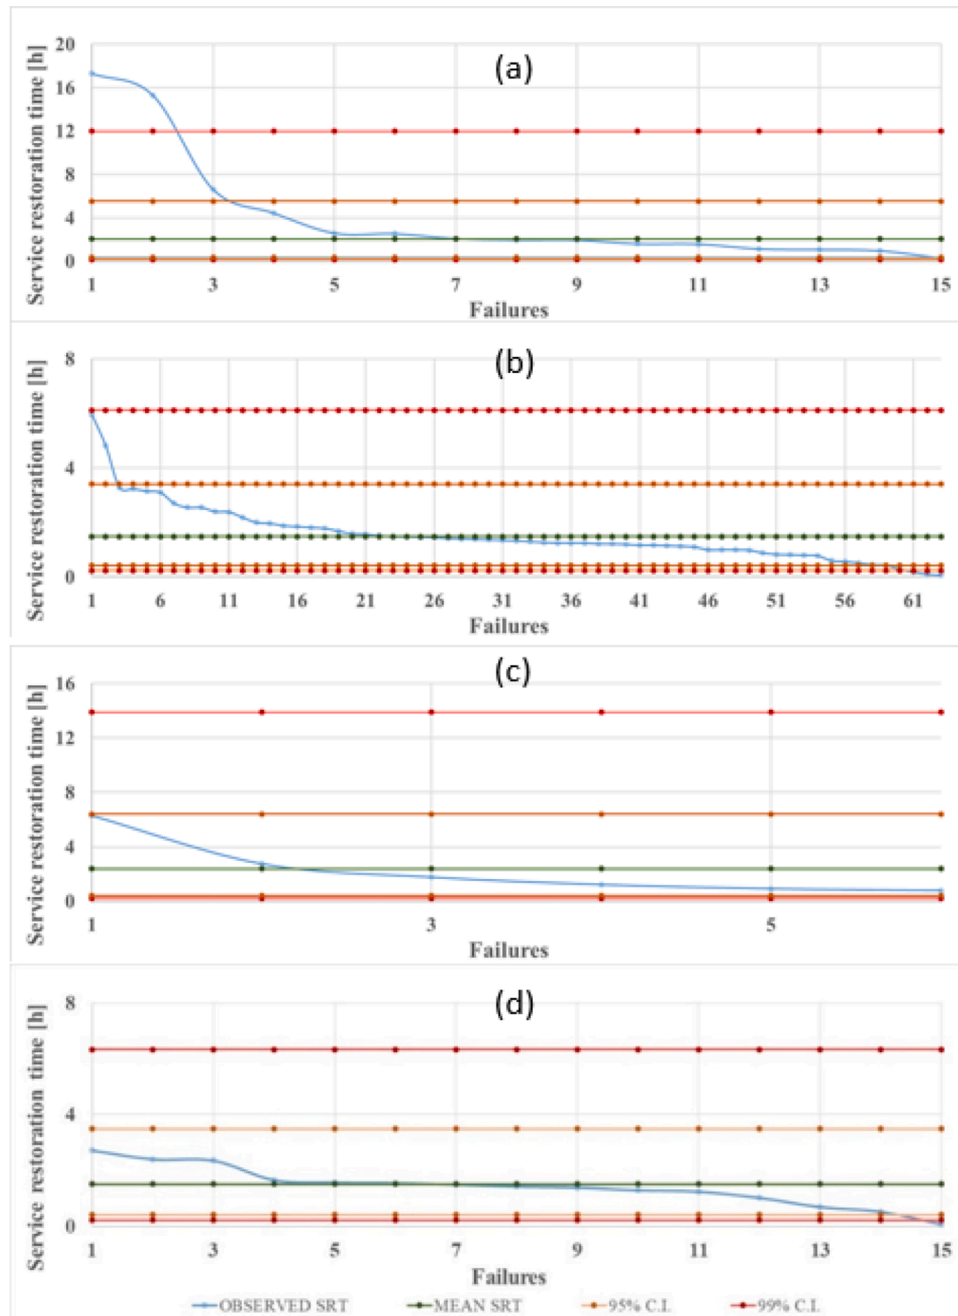 (a)
Service restoration time [h]
20
16
12
8
4
0
1 3 5 7 9 11 13 15
Failures
(b)
Service restoration time [h]
8
4
0
1 6 11 16 21 26 31 36 41 46 51 56 61
Failures
(c)
Service restoration time [h]
16
12
8
4
0
1 3 5
Failures
(d)
Service restoration time [h]
8
4
0
1 3 5 7 9 11 13 15
Failures
OBSERVED SRT MEAN SRT 95% C.I. 99% C.I.